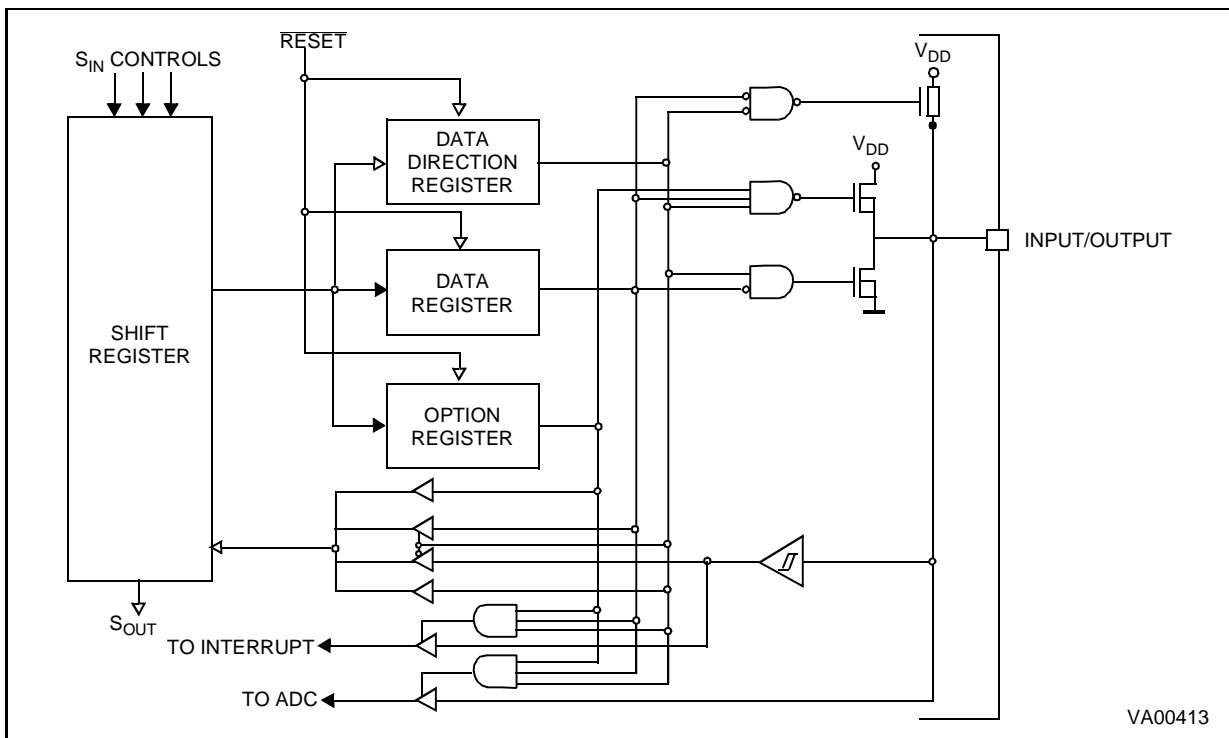 RESET
S_IN CONTROLS
V_DD
DATA
DIRECTION
REGISTER
V_DD
INPUT/OUTPUT
DATA
REGISTER
SHIFT
REGISTER
OPTION
REGISTER
S_OUT
TO INTERRUPT
TO ADC
VA00413